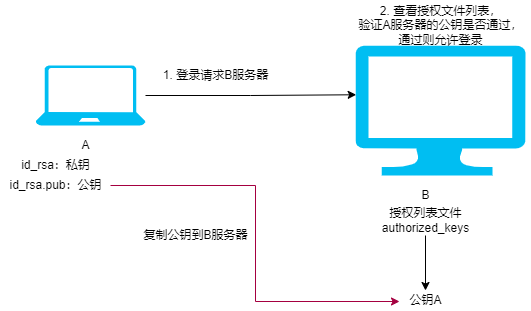 2. 查看授权文件列表，
验证A服务器的公钥是否通过，
通过则允许登录
1. 登录请求B服务器
A
id_rsa：私钥
id_rsa.pub：公钥
复制公钥到B服务器
B
授权列表文件
authorized_keys
公钥A